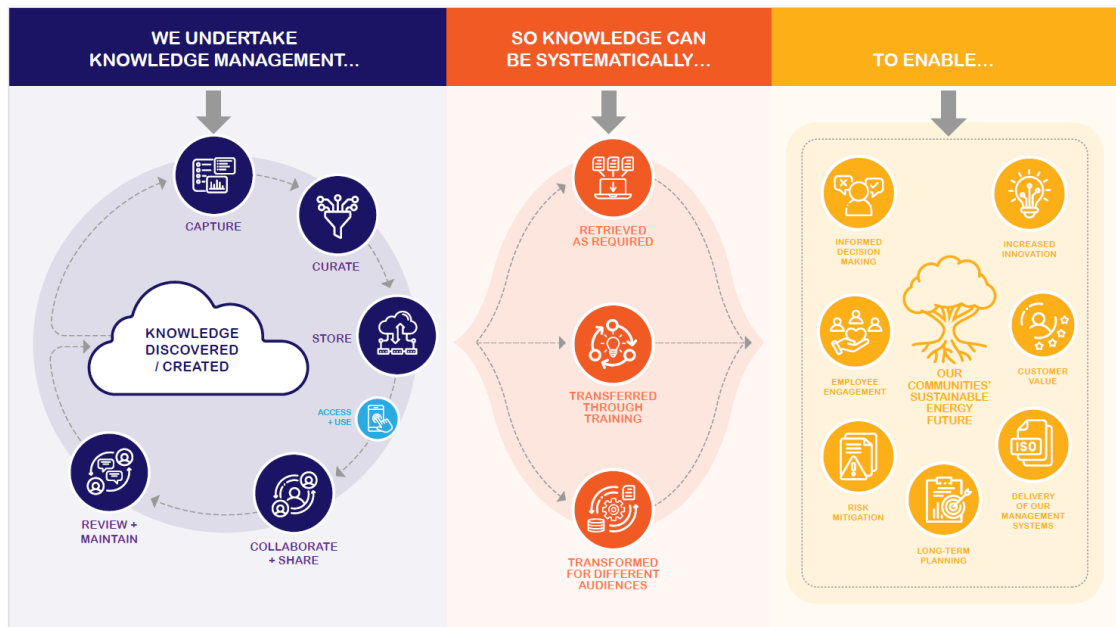 WE UNDERTAKE
KNOWLEDGE MANAGEMENT...
CAPTURE
CURATE
STORE
ACCESS
+ USE
COLLABORATE
+ SHARE
REVIEW +
MAINTAIN
KNOWLEDGE
DISCOVERED
/ CREATED
SO KNOWLEDGE CAN
BE SYSTEMATICALLY...
RETRIEVED
AS REQUIRED
TRANSFERRED
THROUGH
TRAINING
TRANSFORMED
FOR DIFFERENT
AUDIENCES
TO ENABLE...
INFORMED
DECISION
MAKING
INCREASED
INNOVATION
EMPLOYEE
ENGAGEMENT
OUR
COMMUNITIES'
SUSTAINABLE
ENERGY
FUTURE
CUSTOMER
VALUE
RISK
MITIGATION
LONG-TERM
PLANNING
ISO
DELIVERY
OF OUR
MANAGEMENT
SYSTEMS